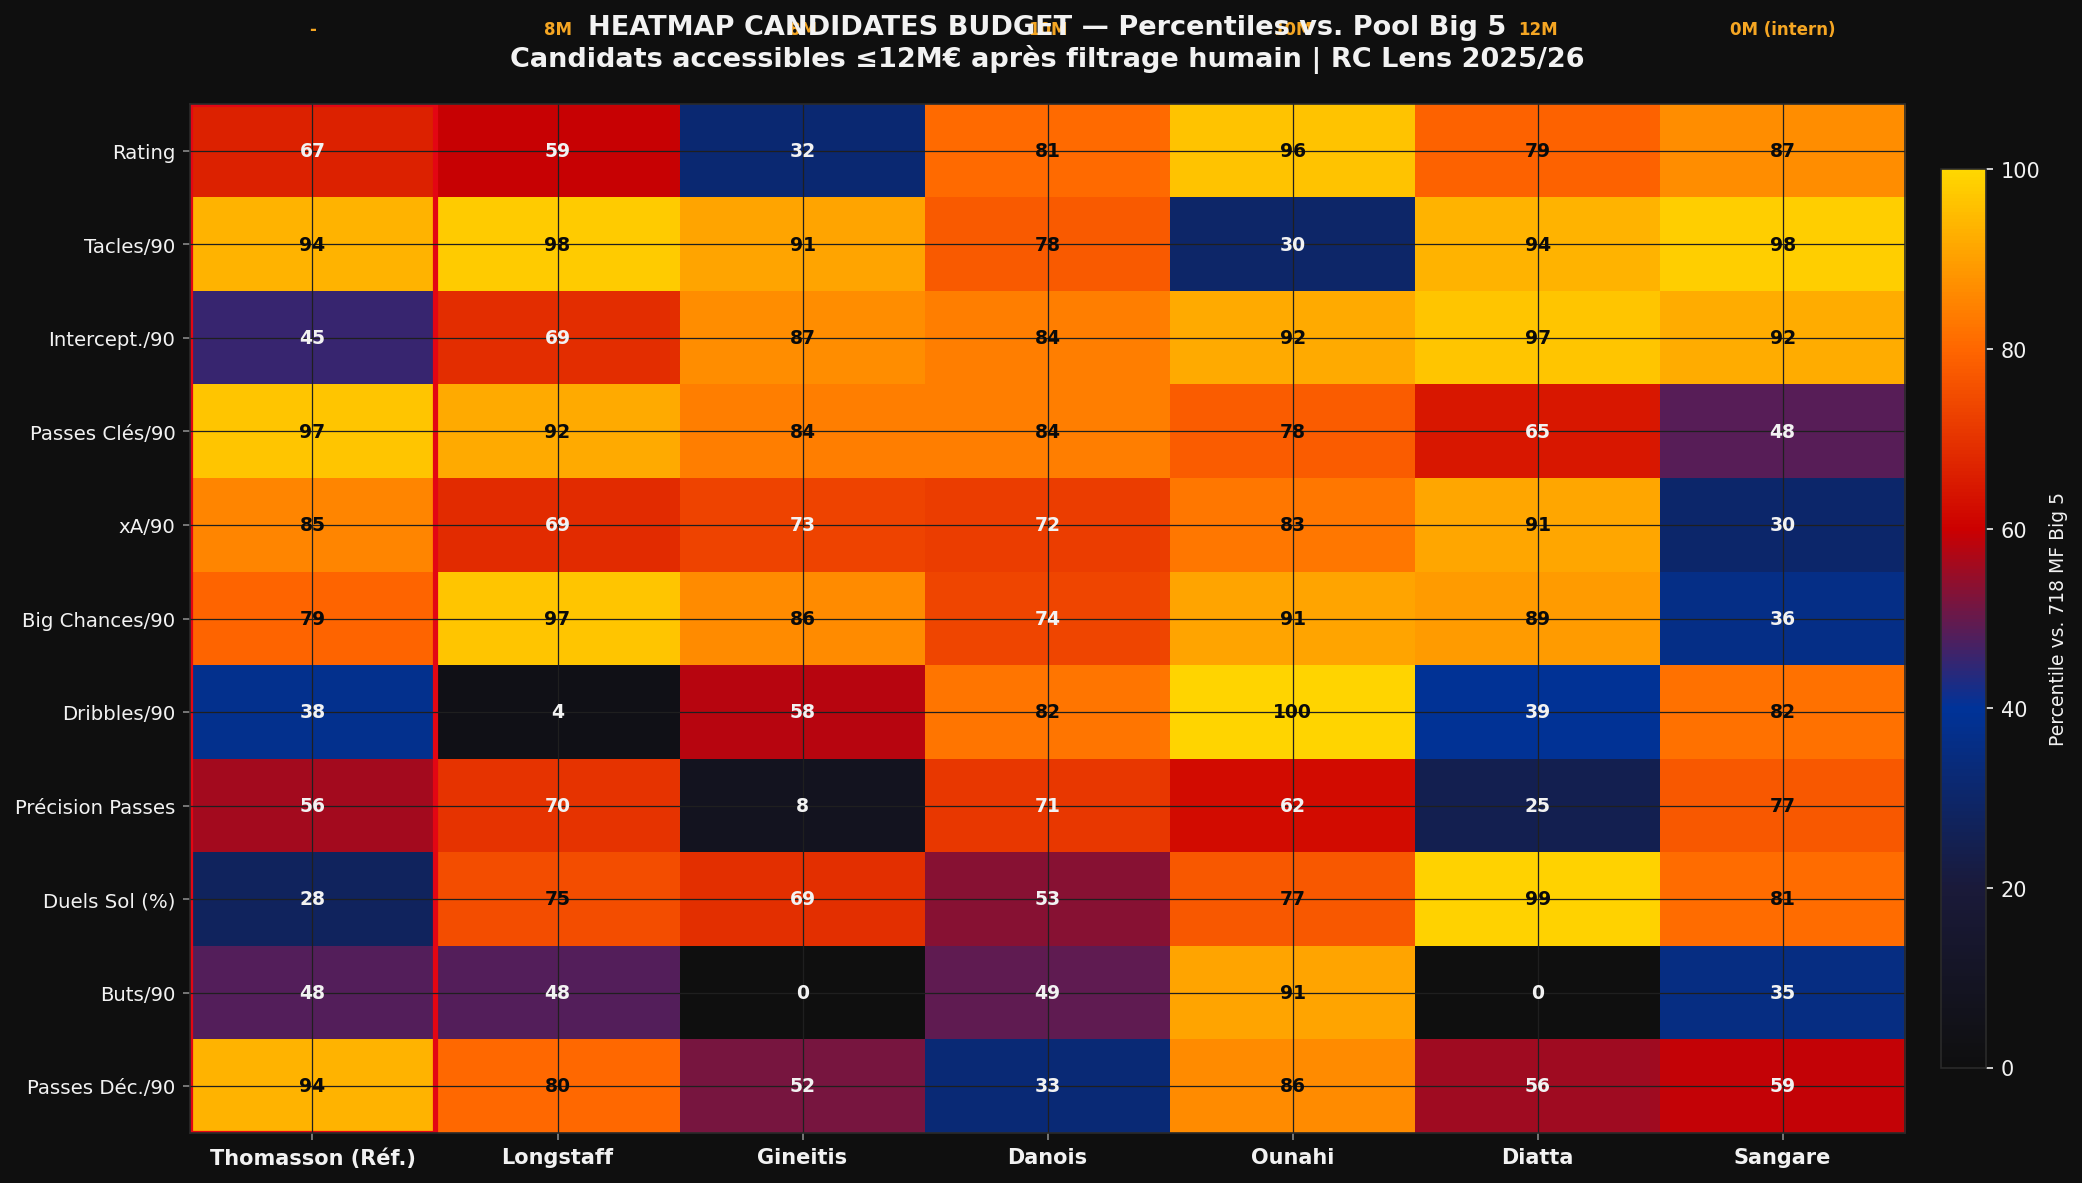 HEATMAP CANDIDATES BUDGET — Percentiles vs. Pool Big 5
- 8M 12M 0M (intern)
Candidats accessibles ≤12M€ après filtrage humain | RC Lens 2025/26
Rating 67 59 32 81 96 79 87
Tacles/90 94 98 91 78 30 94 98
Intercept./90 45 69 87 84 92 97 92
Passes Clés/90 97 92 84 84 78 65 48
xA/90 85 69 73 72 83 91 30
Big Chances/90 79 97 86 74 91 89 36
Dribbles/90 38 4 58 82 100 39 82
Précision Passes 56 70 8 71 62 25 77
Duels Sol (%) 28 75 69 53 77 99 81
Buts/90 48 48 0 49 91 0 35
Passes Déc./90 94 80 52 33 86 56 59
Thomasson (Réf.) Longstaff Gineitis Danois Ounahi Diatta Sangare
100
80
60
40
20
0
Percentile vs. 718 MF Big 5